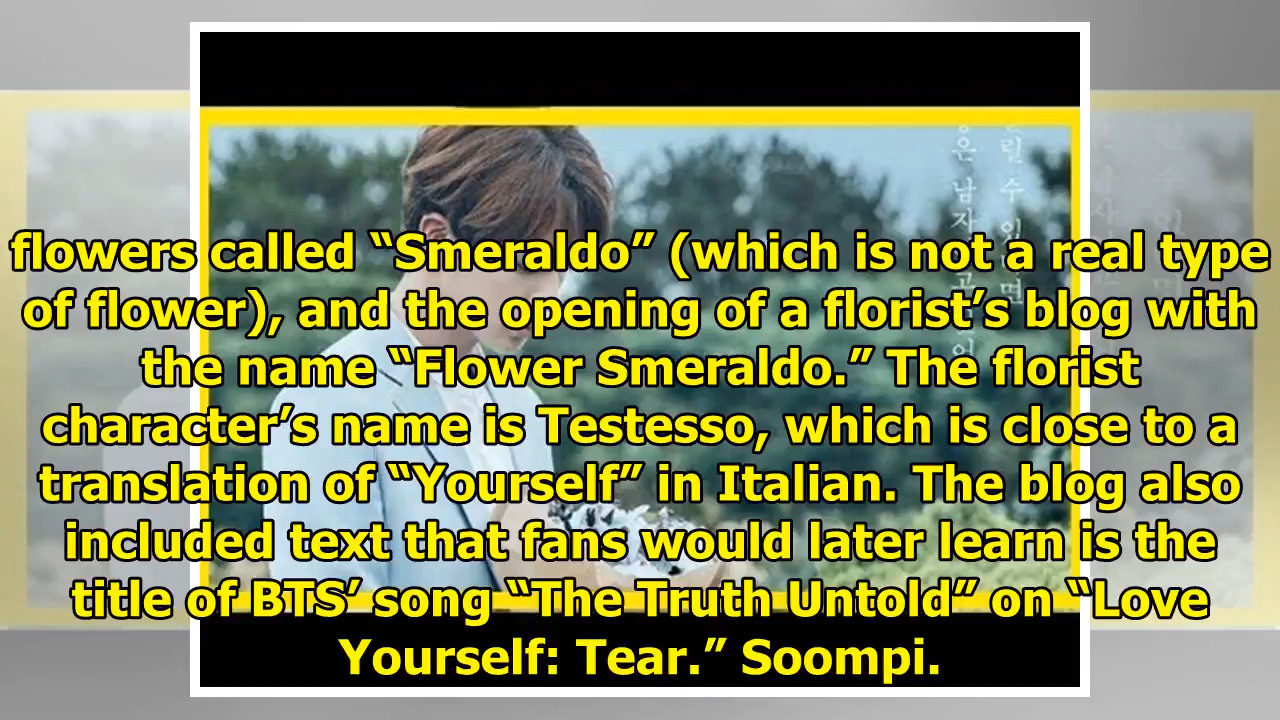 flowers called “Smeraldo” (which is not a real type
of flower), and the opening of a florist’s blog with
the name “Flower Smeraldo.” The florist
character’s name is Testesso, which is close to a
translation of “Yourself” in Italian. The blog also
included text that fans would later learn is the
title of BTS’ song “The Truth Untold” on “Love
Yourself: Tear.” Soompi.